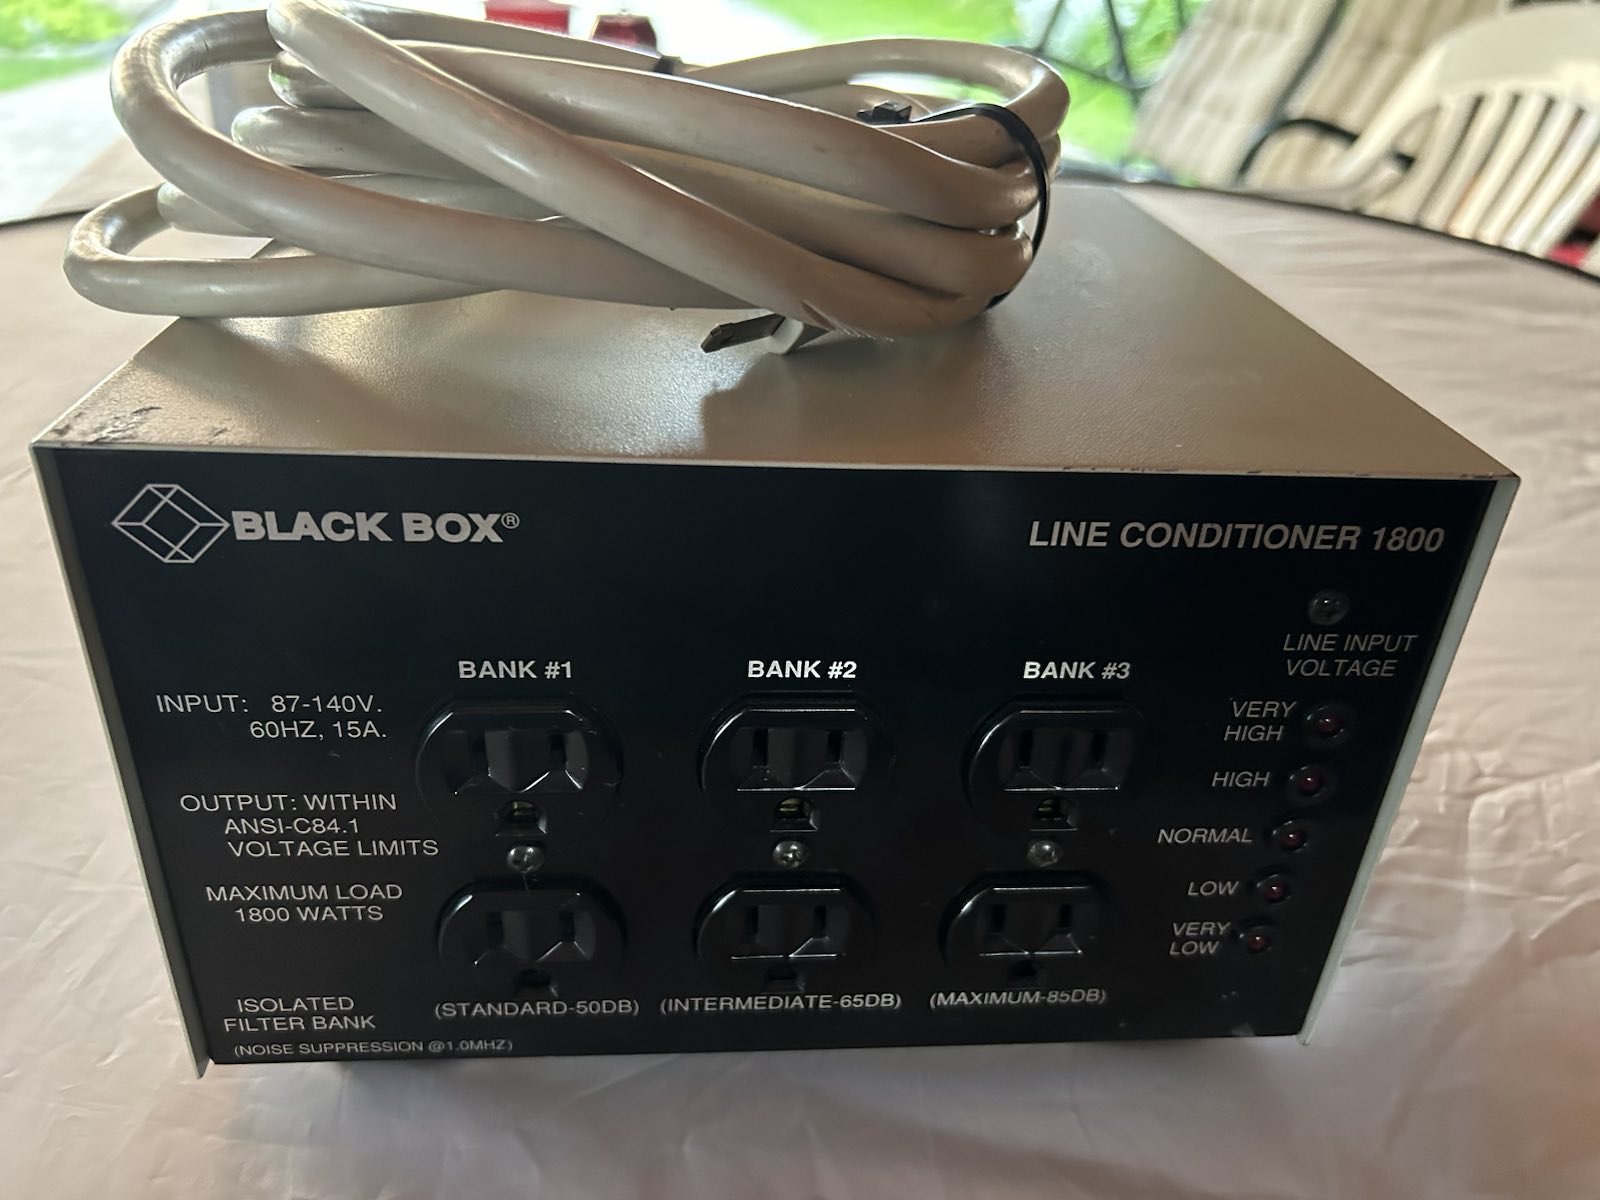 BLACK BOX®
LINE CONDITIONER 1800
LINE INPUT
VOLTAGE
BANK #1
BANK #2
BANK #3
INPUT: 87-140V.
60HZ, 15A.
VERY
HIGH
HIGH
OUTPUT: WITHIN
ANSI-C84.1
VOLTAGE LIMITS
NORMAL
MAXIMUM LOAD
1800 WATTS
LOW
VERY
LOW
ISOLATED
FILTER BANK
(STANDARD-50DB)
(INTERMEDIATE-65DB)
(MAXIMUM-85DB)
(NOISE SUPPRESSION @1.0MHZ)